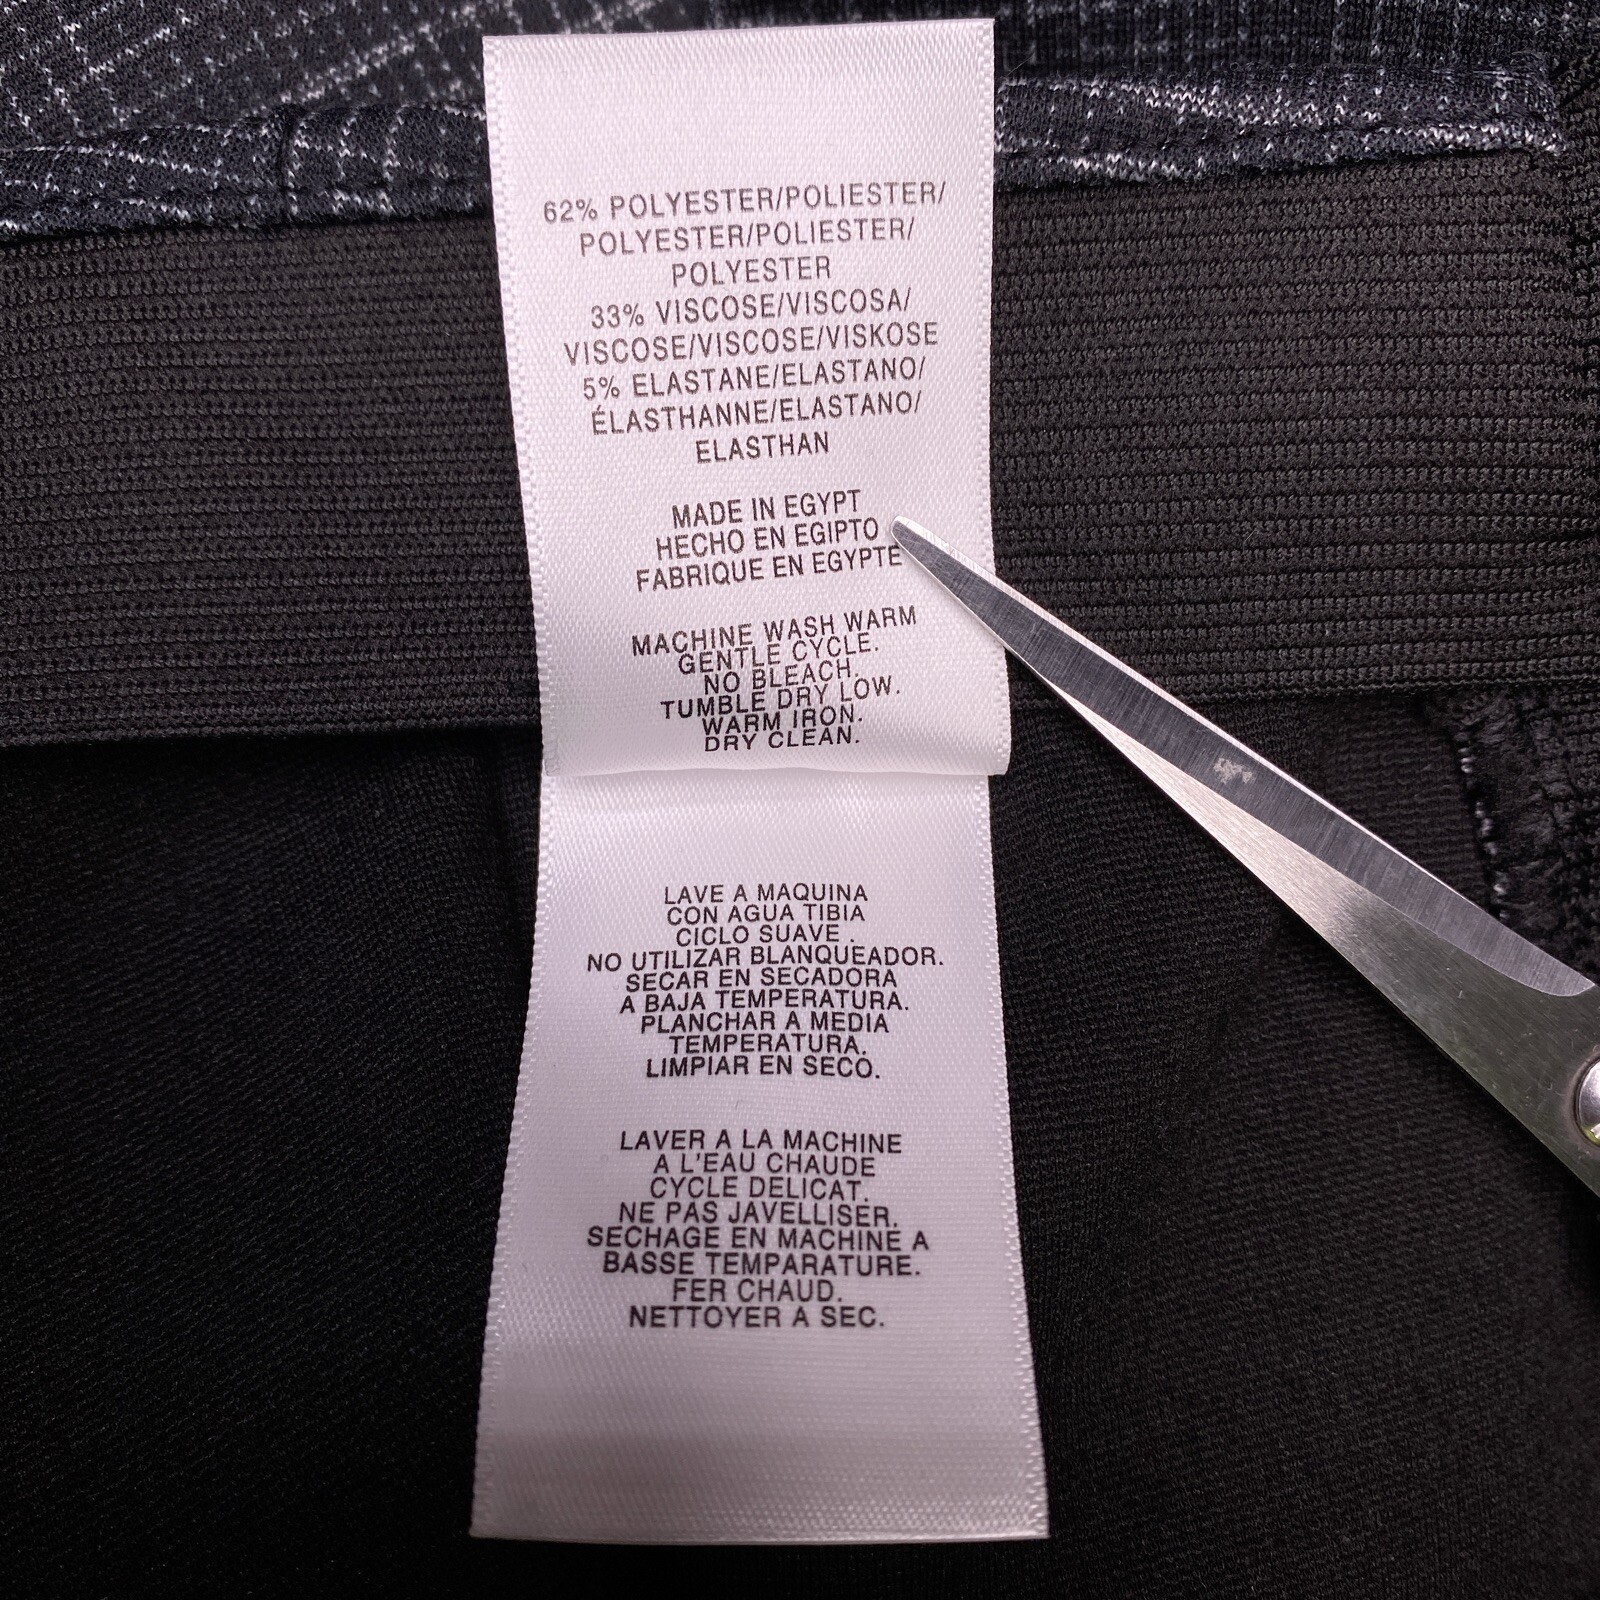 62% POLYESTER/POLIESTER/
POLYESTER/POLIESTER/
POLYESTER
33% VISCOSE/VISCOSA/
VISCOSE/VISCOSE/VISKOSE
5% ELASTANE/ELASTANO/
ÉLASTHANNE/ELASTANO/
ELASTHAN
MADE IN EGYPT
HECHO EN EGIPTO
FABRIQUE EN EGYPTE
MACHINE WASH WARM
GENTLE CYCLE.
NO BLEACH.
TUMBLE DRY LOW.
WARM IRON.
DRY CLEAN.
LAVE A MAQUINA
CON AGUA TIBIA
CICLO SUAVE .
NO UTILIZAR BLANQUEADOR.
SECAR EN SECADORA
A BAJA TEMPERATURA.
PLANCHAR A MEDIA
TEMPERATURA.
LIMPIAR EN SECO.
LAVER A LA MACHINE
A L'EAU CHAUDE
CYCLE DELICAT.
NE PAS JAVELLISER.
SECHAGE EN MACHINE A
BASSE TEMPARATURE.
FER CHAUD.
NETTOYER A SEC.